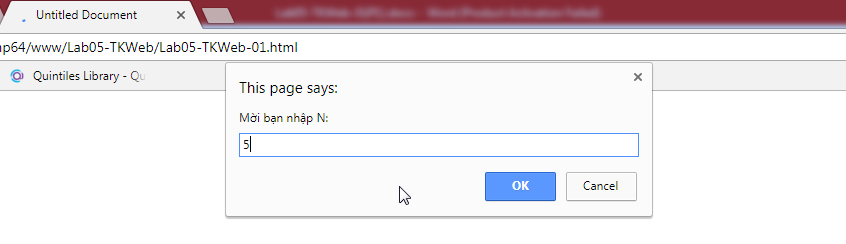 Untitled Document
np64/www/Lab05-TKWeb/Lab05-TKWeb-01.html
Quintiles Library - Qu
This page says:
Mời bạn nhập N:
5
OK
Cancel